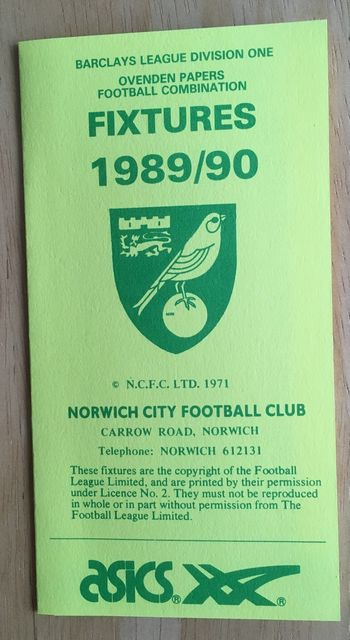 BARCLAYS LEAGUE DIVISION ONE
OVENDEN PAPERS
FOOTBALL COMBINATION
FIXTURES
1989/90
© N.C.F.C. LTD. 1971
NORWICH CITY FOOTBALL CLUB
CARROW ROAD, NORWICH
Telephone: NORWICH 612131
These fixtures are the copyright of the Football
League Limited, and are printed by their permission
under Licence No. 2. They must not be reproduced
in whole or in part without permission from The
Football League Limited.
asics® ®